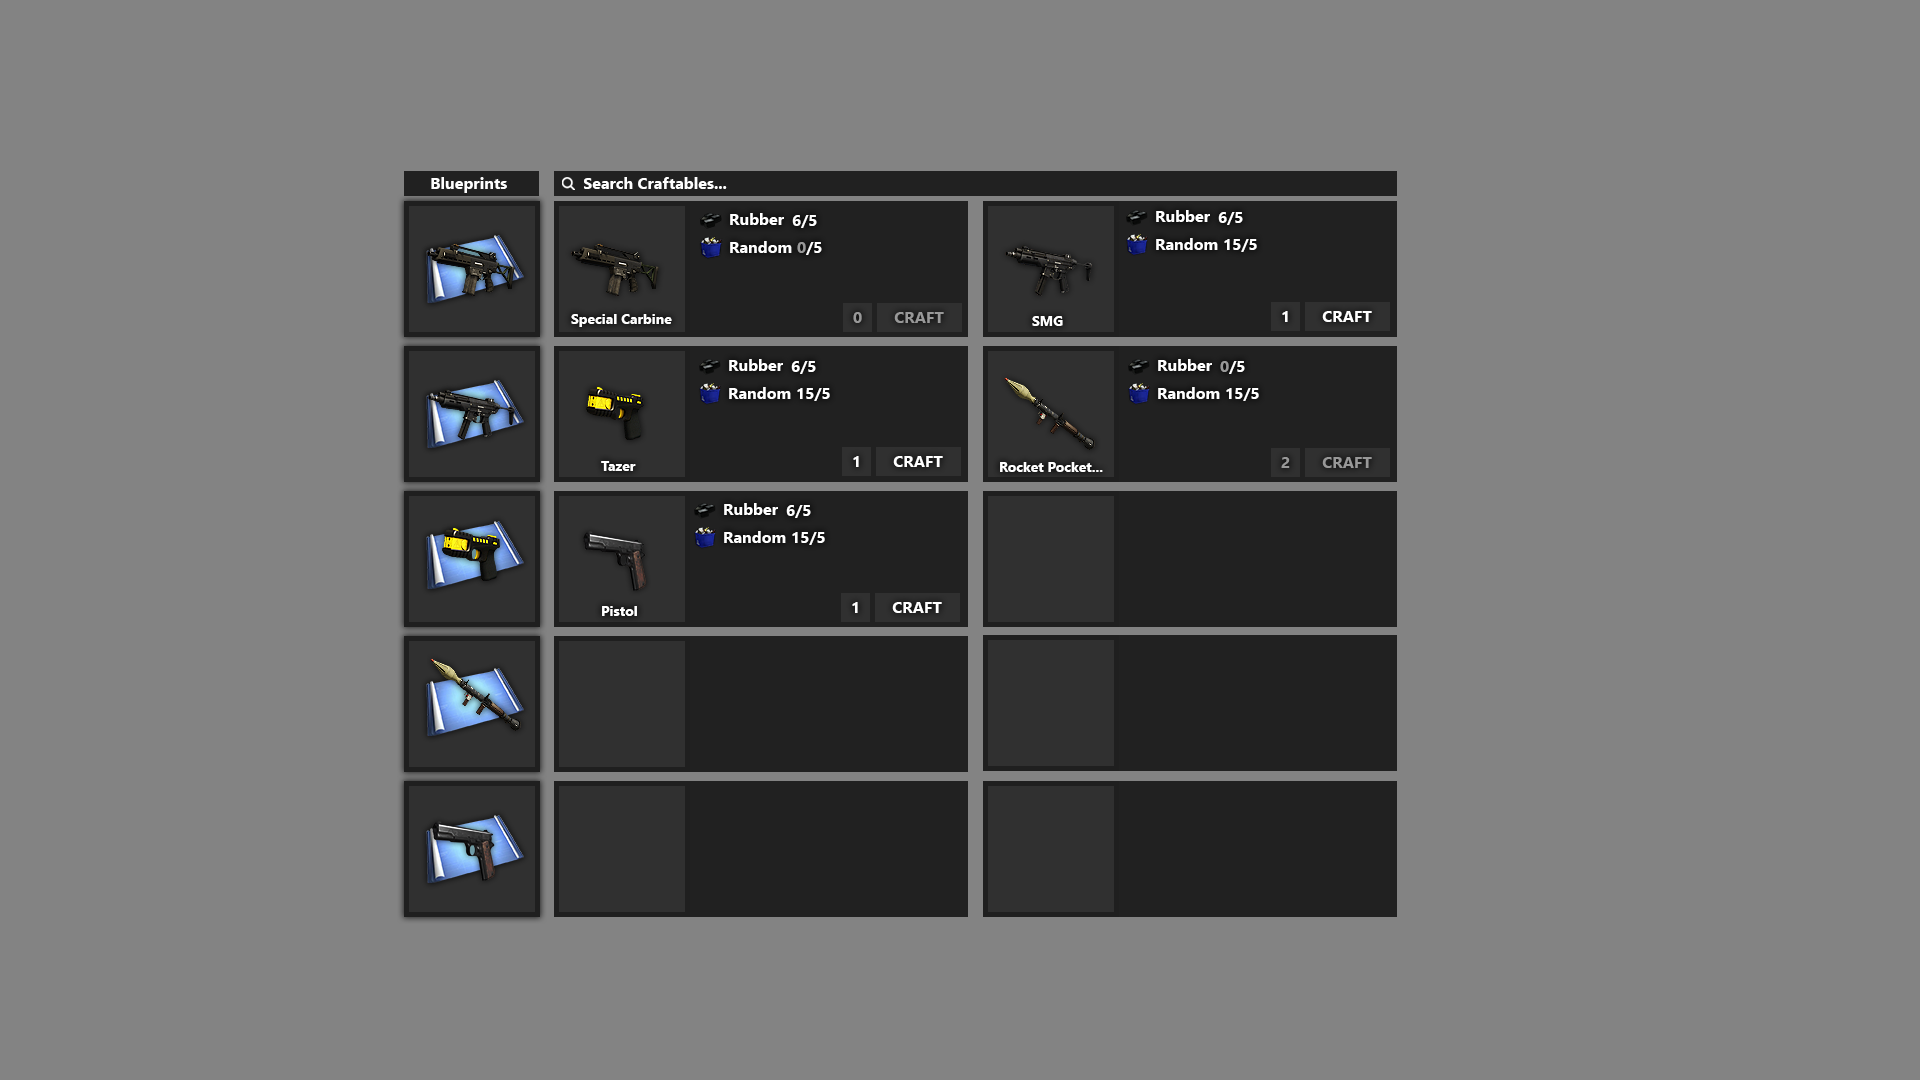 Blueprints
Search Craftables...
Rubber 6/5
Random 0/5
Special Carbine
0 CRAFT
Rubber 6/5
Random 15/5
SMG
1 CRAFT
Rubber 6/5
Random 15/5
Tazer
1 CRAFT
Rubber 0/5
Random 15/5
Rocket Pocket...
2 CRAFT
Rubber 6/5
Random 15/5
Pistol
1 CRAFT